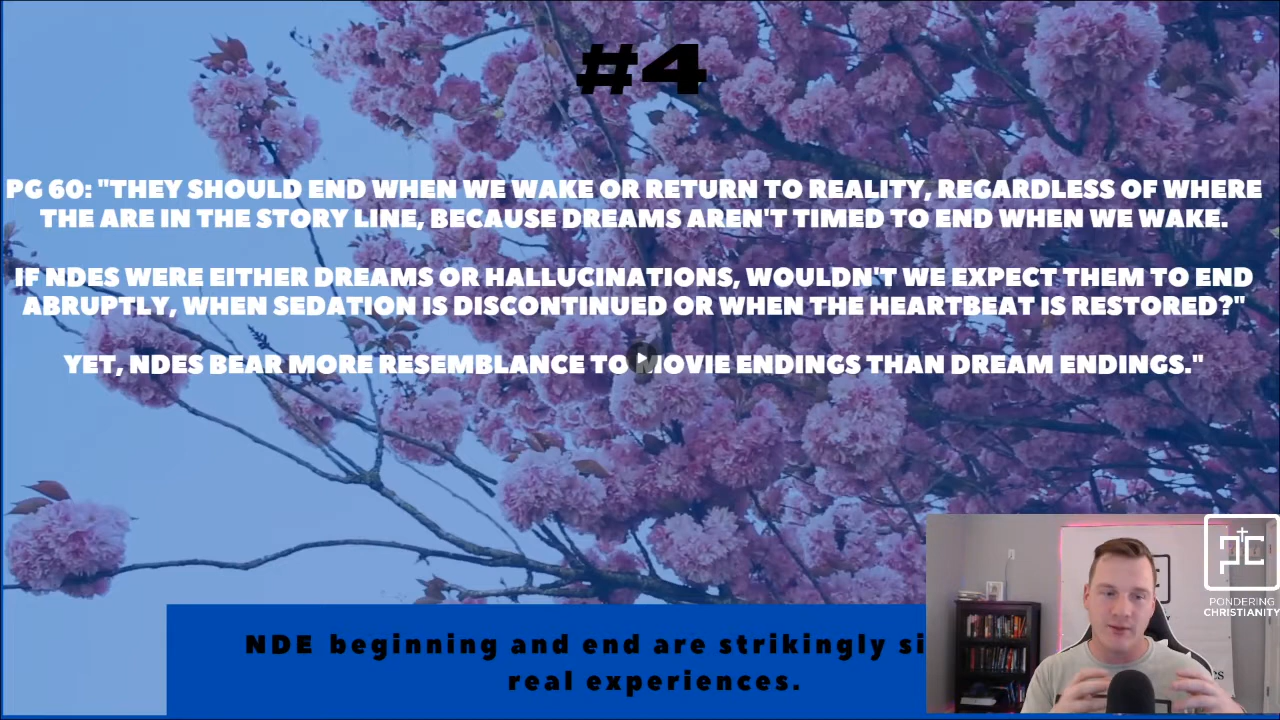 #4
PG 60: "THEY SHOULD END WHEN WE WAKE OR RETURN TO REALITY, REGARDLESS OF WHERE
THE ARE IN THE STORY LINE, BECAUSE DREAMS AREN'T TIMED TO END WHEN WE WAKE.
IF NDES WERE EITHER DREAMS OR HALLUCINATIONS, WOULDN'T WE EXPECT THEM TO END
ABRUPTLY, WHEN SEDATION IS DISCONTINUED OR WHEN THE HEARTBEAT IS RESTORED?"
YET, NDES BEAR MORE RESEMBLANCE TO MOVIE ENDINGS THAN DREAM ENDINGS."
NDE beginning and end are strikingly si
real experiences.
PC
PONDERING
CHRISTIANITY